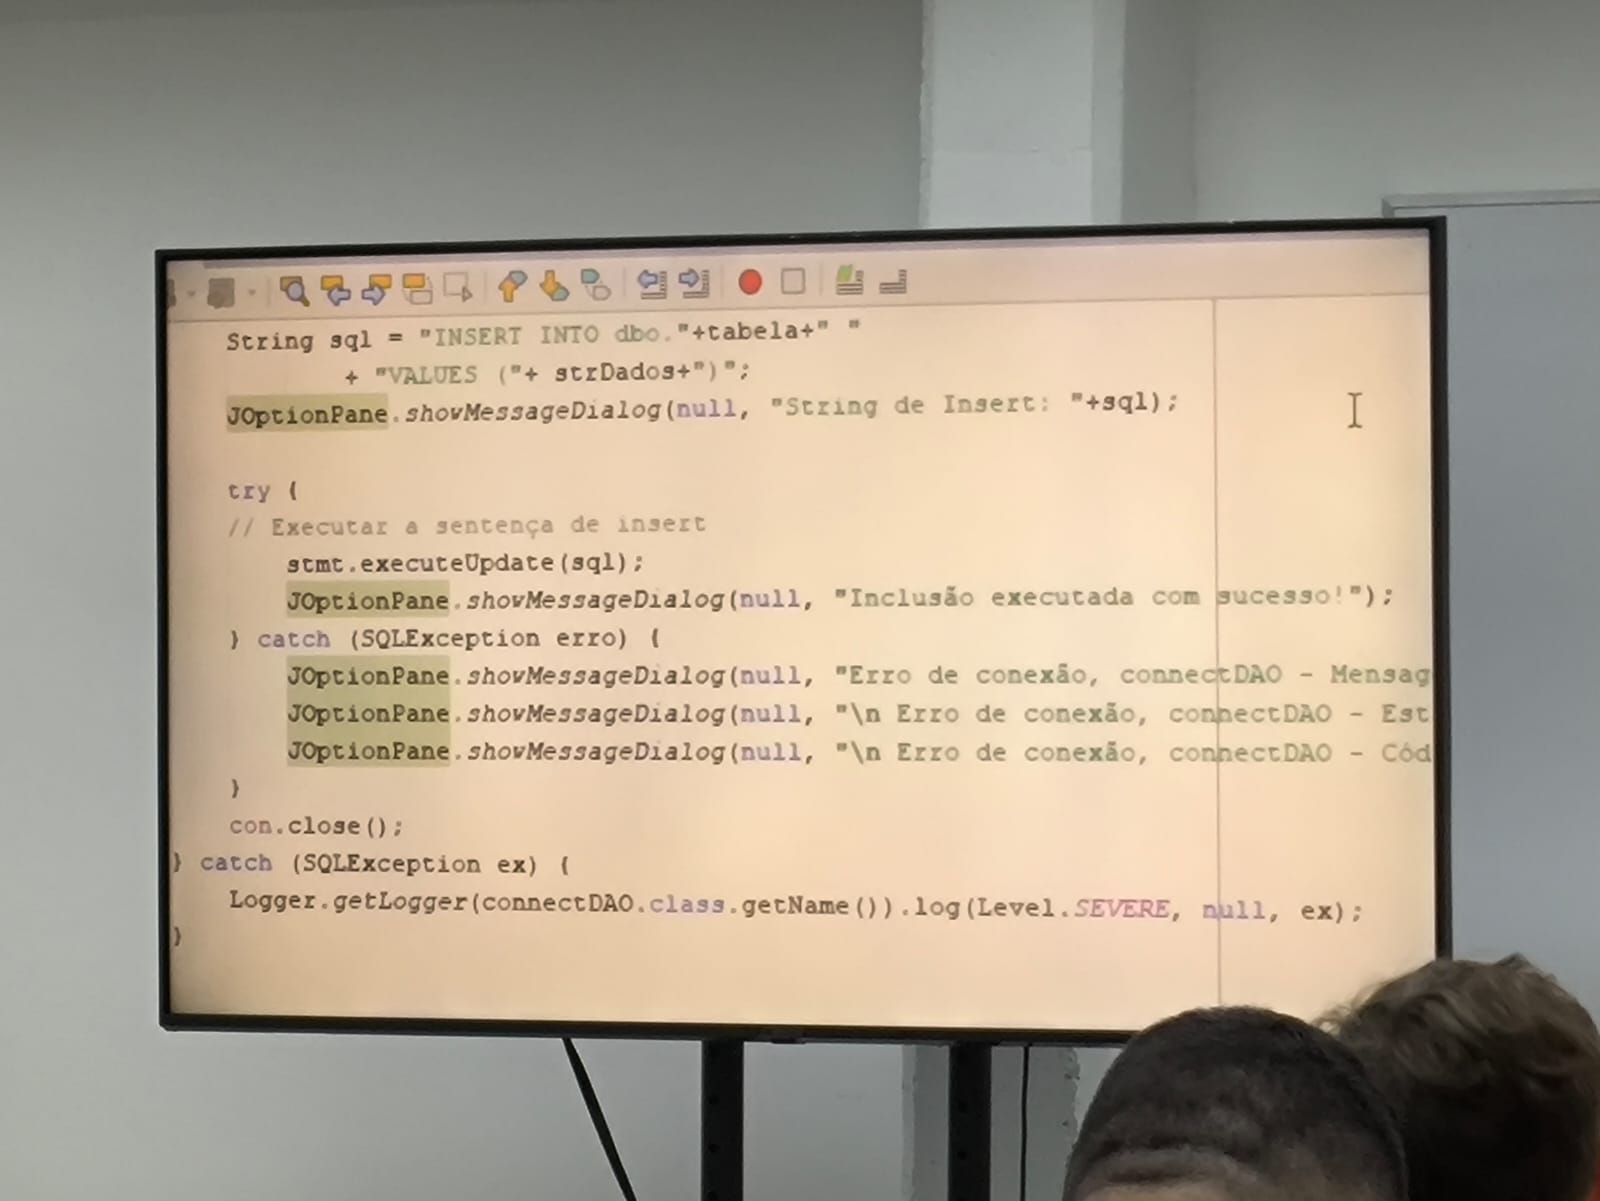 String sql = "INSERT INTO dbo."+tabela+" "
+ "VALUES ("+ strDados+")";
JOptionPane.showMessageDialog(null, "String de Insert: "+sql);
try {
// Executar a sentença de insert
stmt.executeUpdate(sql);
JOptionPane.showMessageDialog(null, "Inclusão executada com sucesso!");
} catch (SQLException erro) {
JOptionPane.showMessageDialog(null, "Erro de conexão, connectDAO - Mensag
JOptionPane.showMessageDialog(null, "\n Erro de conexão, connectDAO - Est
JOptionPane.showMessageDialog(null, "\n Erro de conexão, connectDAO - Cód
}
con.close();
} catch (SQLException ex) {
Logger.getLogger(connectDAO.class.getName()).log(Level.SEVERE, null, ex);
}